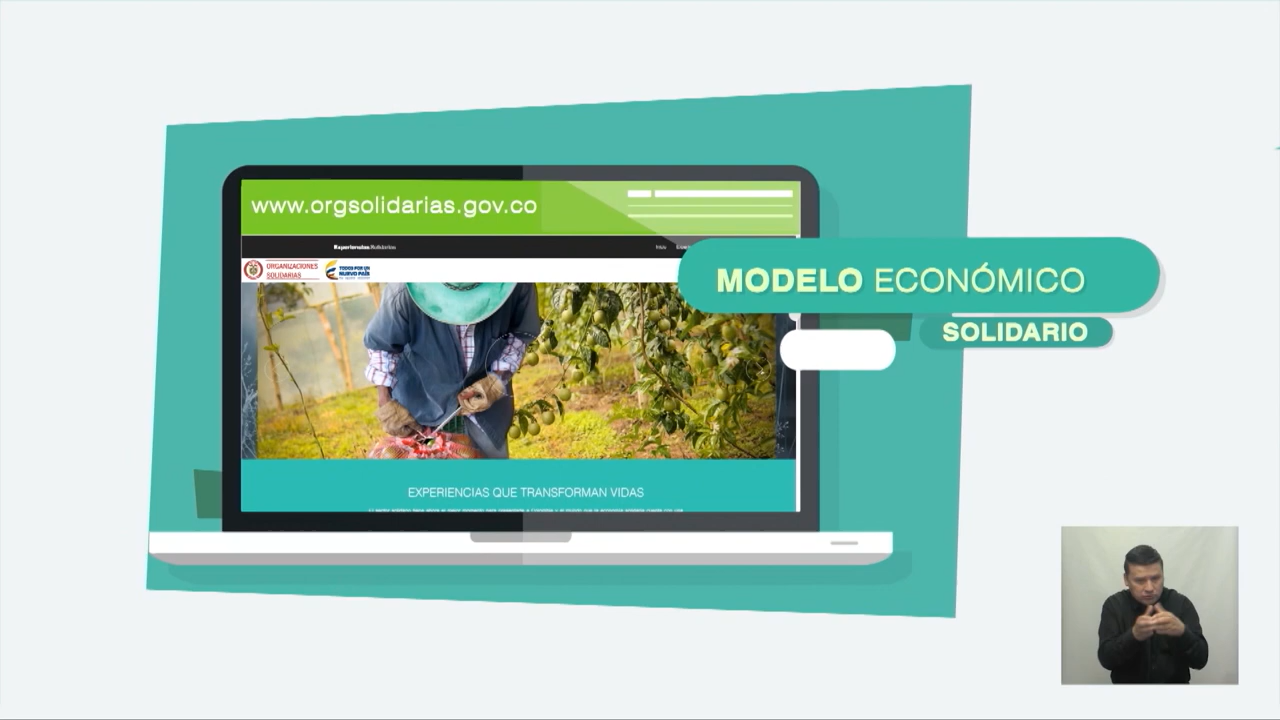 www.orgsolidarias.gov.co
Experiencias Solidarias
Inicio
ORGANIZACIONES
SOLIDARIAS
TODOS POR UN
NUEVO PAÍS
MODELO ECONÓMICO
SOLIDARIO
EXPERIENCIAS QUE TRANSFORMAN VIDAS